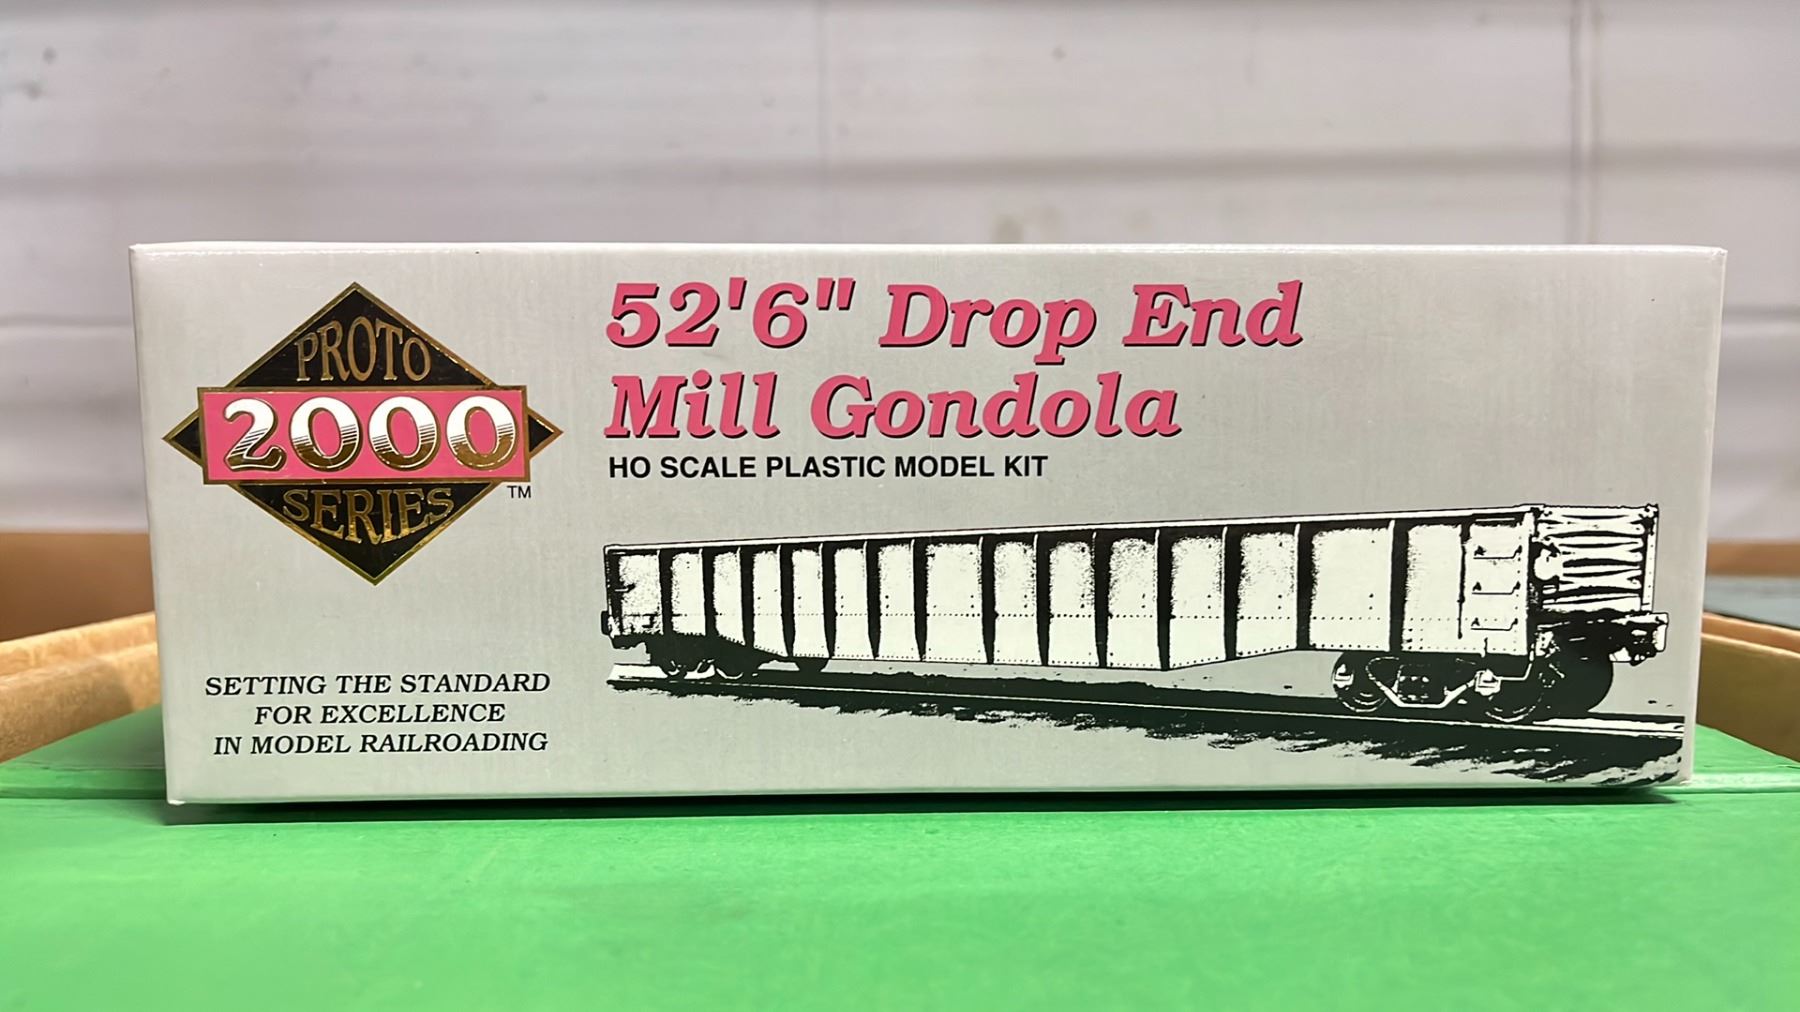 PROTO
2000
SERIES
TM
SETTING THE STANDARD
FOR EXCELLENCE
IN MODEL RAILROADING
52'6" Drop End
Mill Gondola
HO SCALE PLASTIC MODEL KIT